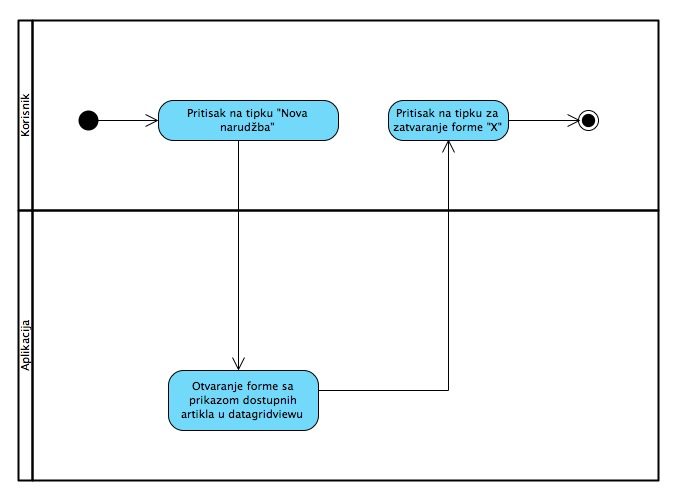 Korisnik
Pritisak na tipku "Nova
narudžba"
Pritisak na tipku za
zatvaranje forme "X"
Aplikacija
Otvaranje forme sa
prikazom dostupnih
artikla u datagridviewu